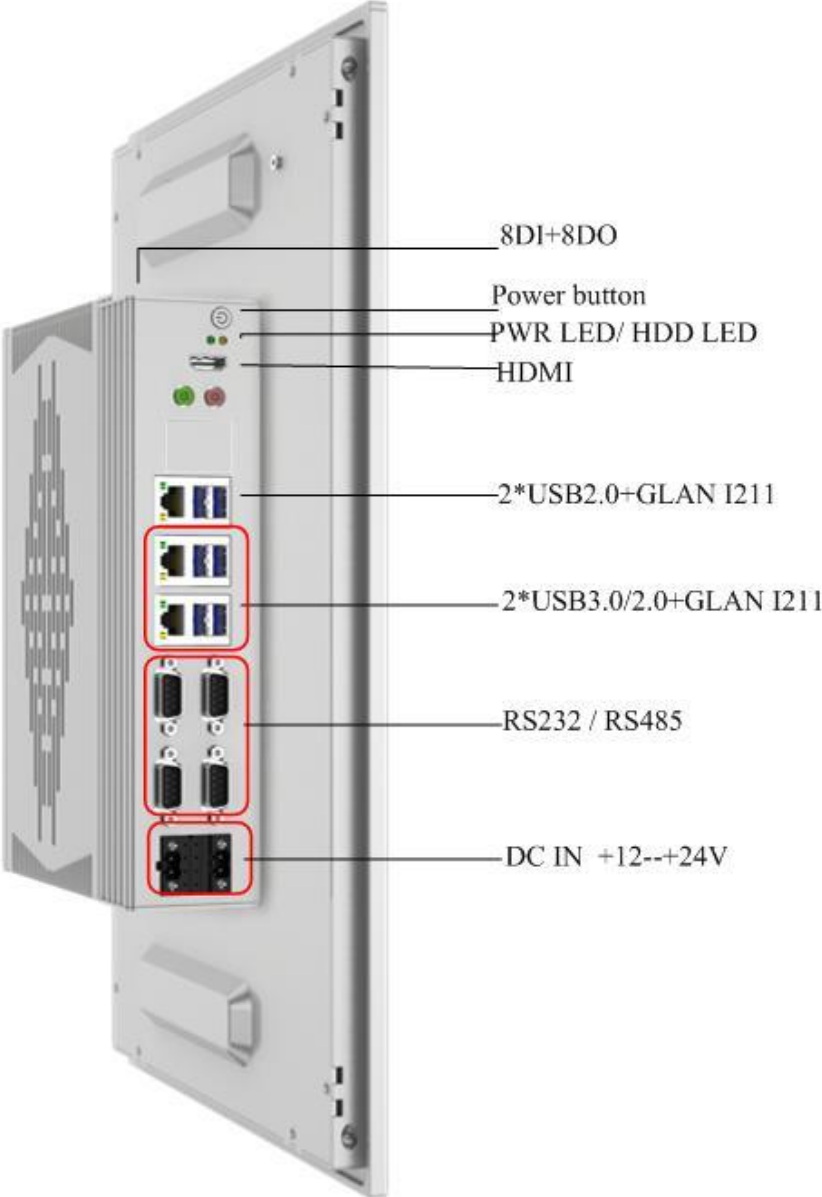 8DI+8DO
Power button
PWR LED/ HDD LED
HDMI
2*USB2.0+GLAN I211
2*USB3.0/2.0+GLAN I211
RS232 / RS485
DC IN +12--+24V